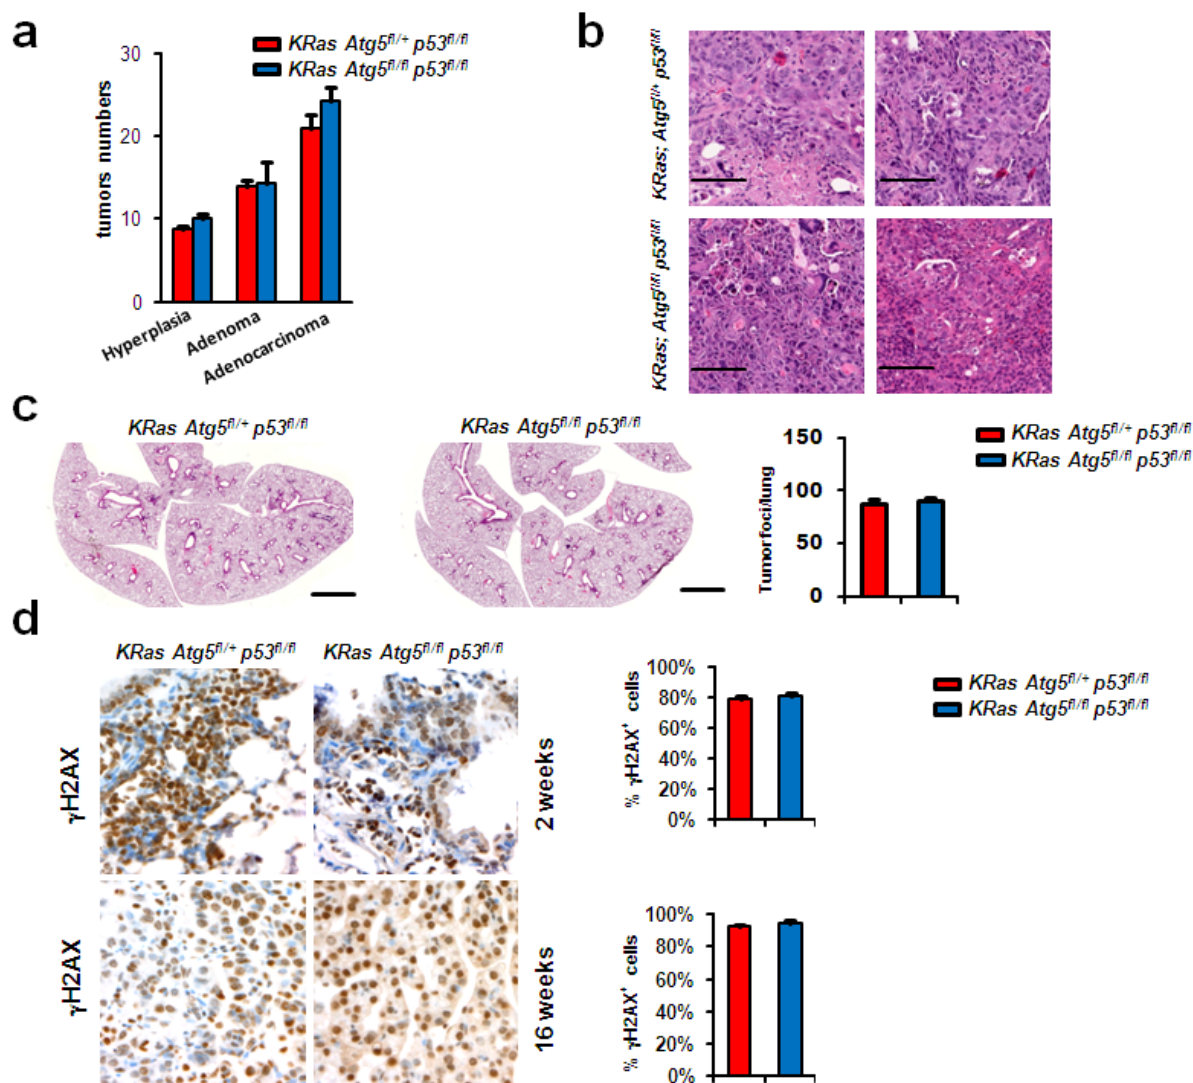 a
KRas Atg5fl/+ p53fl/fl
KRas Atg5fl/fl p53fl/fl
tumors numbers
30
20
10
0
Hyperplasia
Adenoma
Adenocarcinoma
b
KRas; Atg5fl/+ p53fl/fl
KRas; Atg5fl/fl p53fl/fl
c
KRas Atg5fl/+ p53fl/fl
KRas Atg5fl/fl p53fl/fl
Tumor foci/lung
150
100
50
0
KRas Atg5fl/+ p53fl/fl
KRas Atg5fl/fl p53fl/fl
d
KRas Atg5fl/+ p53fl/fl
KRas Atg5fl/fl p53fl/fl
γH2AX
2 weeks
% γH2AX+ cells
100%
80%
60%
40%
20%
0%
KRas Atg5fl/+ p53fl/fl
KRas Atg5fl/fl p53fl/fl
γH2AX
16 weeks
% γH2AX+ cells
100%
80%
60%
40%
20%
0%